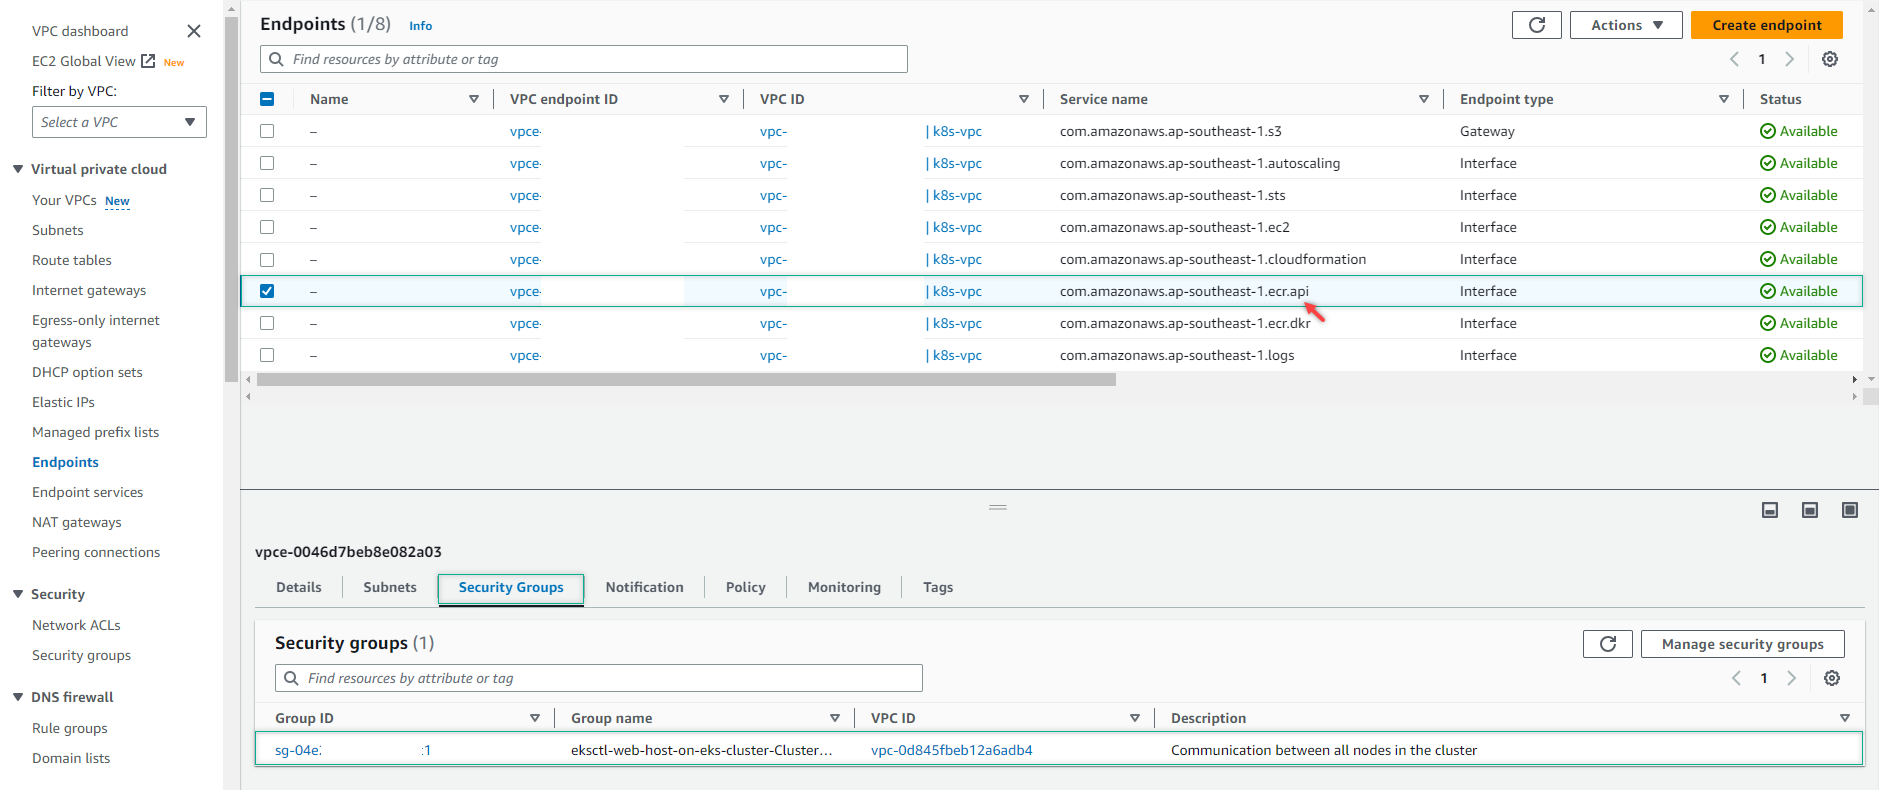 VPC dashboard
EC2 Global View New
Filter by VPC:
Select a VPC
Virtual private cloud
Your VPCs New
Subnets
Route tables
Internet gateways
Egress-only internet
gateways
DHCP option sets
Elastic IPs
Managed prefix lists
Endpoints
Endpoint services
NAT gateways
Peering connections
Security
Network ACLs
Security groups
DNS firewall
Rule groups
Domain lists
Endpoints (1/8) Info
Actions
Create endpoint
Find resources by attribute or tag
1
Name VPC endpoint ID VPC ID Service name Endpoint type Status
– vpce- vpc- | k8s-vpc com.amazonaws.ap-southeast-1.s3 Gateway Available
– vpce- vpc- | k8s-vpc com.amazonaws.ap-southeast-1.autoscaling Interface Available
– vpce- vpc- | k8s-vpc com.amazonaws.ap-southeast-1.sts Interface Available
– vpce- vpc- | k8s-vpc com.amazonaws.ap-southeast-1.ec2 Interface Available
– vpce- vpc- | k8s-vpc com.amazonaws.ap-southeast-1.cloudformation Interface Available
– vpce- vpc- | k8s-vpc com.amazonaws.ap-southeast-1.ecr.api Interface Available
– vpce- vpc- | k8s-vpc com.amazonaws.ap-southeast-1.ecr.dkr Interface Available
– vpce- vpc- | k8s-vpc com.amazonaws.ap-southeast-1.logs Interface Available
vpce-0046d7beb8e082a03
Details Subnets Security Groups Notification Policy Monitoring Tags
Security groups (1)
Manage security groups
Find resources by attribute or tag
1
Group ID Group name VPC ID Description
sg-04e 1 eksctl-web-host-on-eks-cluster-Cluster... vpc-0d845fbeb12a6adb4 Communication between all nodes in the cluster